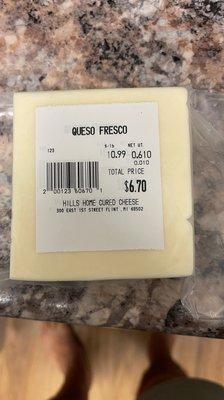 QUESO FRESCO
$/lb NET WT
123 10.99 0.610
0.010
TOTAL PRICE
$6.70
2 00123 60670 1
HILLS HOME CURED CHEESE
300 EAST 1ST STREET FLINT, MI 48502